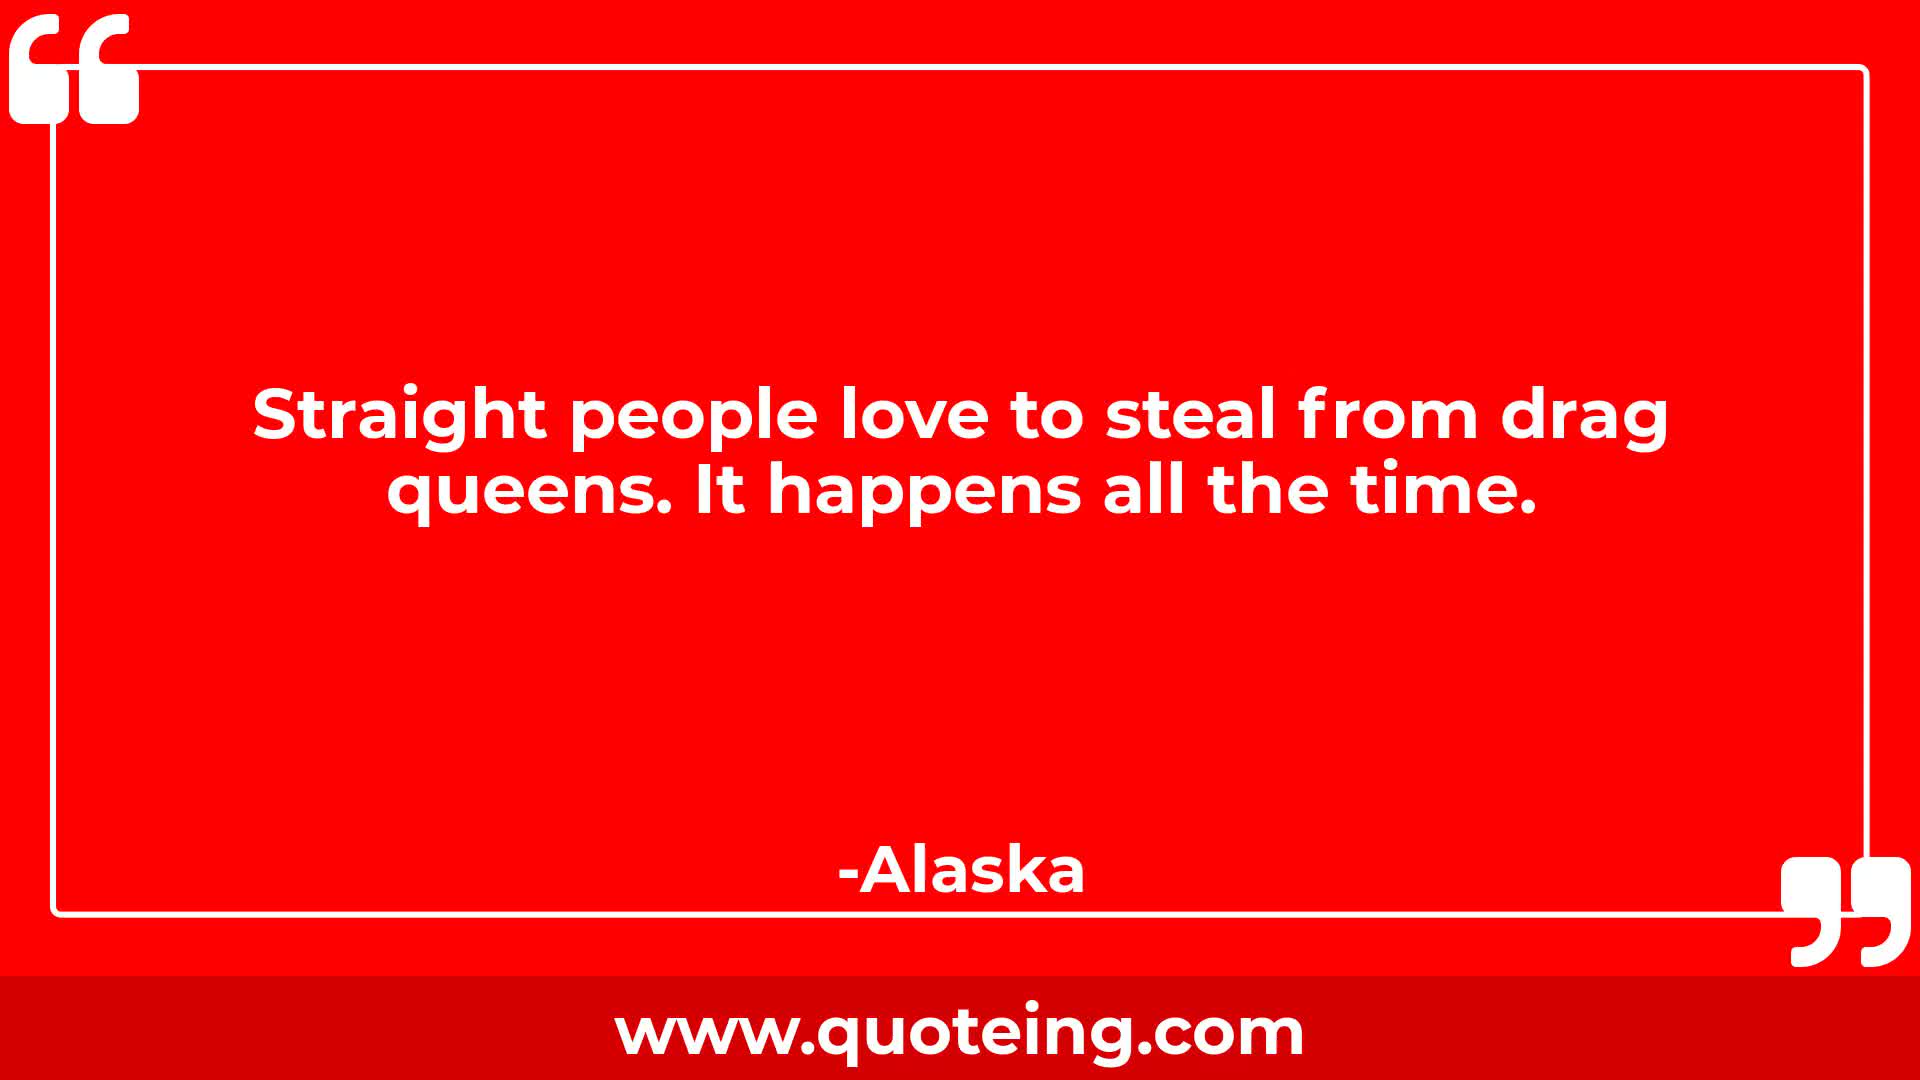 Straight people love to steal from drag
queens. It happens all the time.
-Alaska
www.quoteing.com